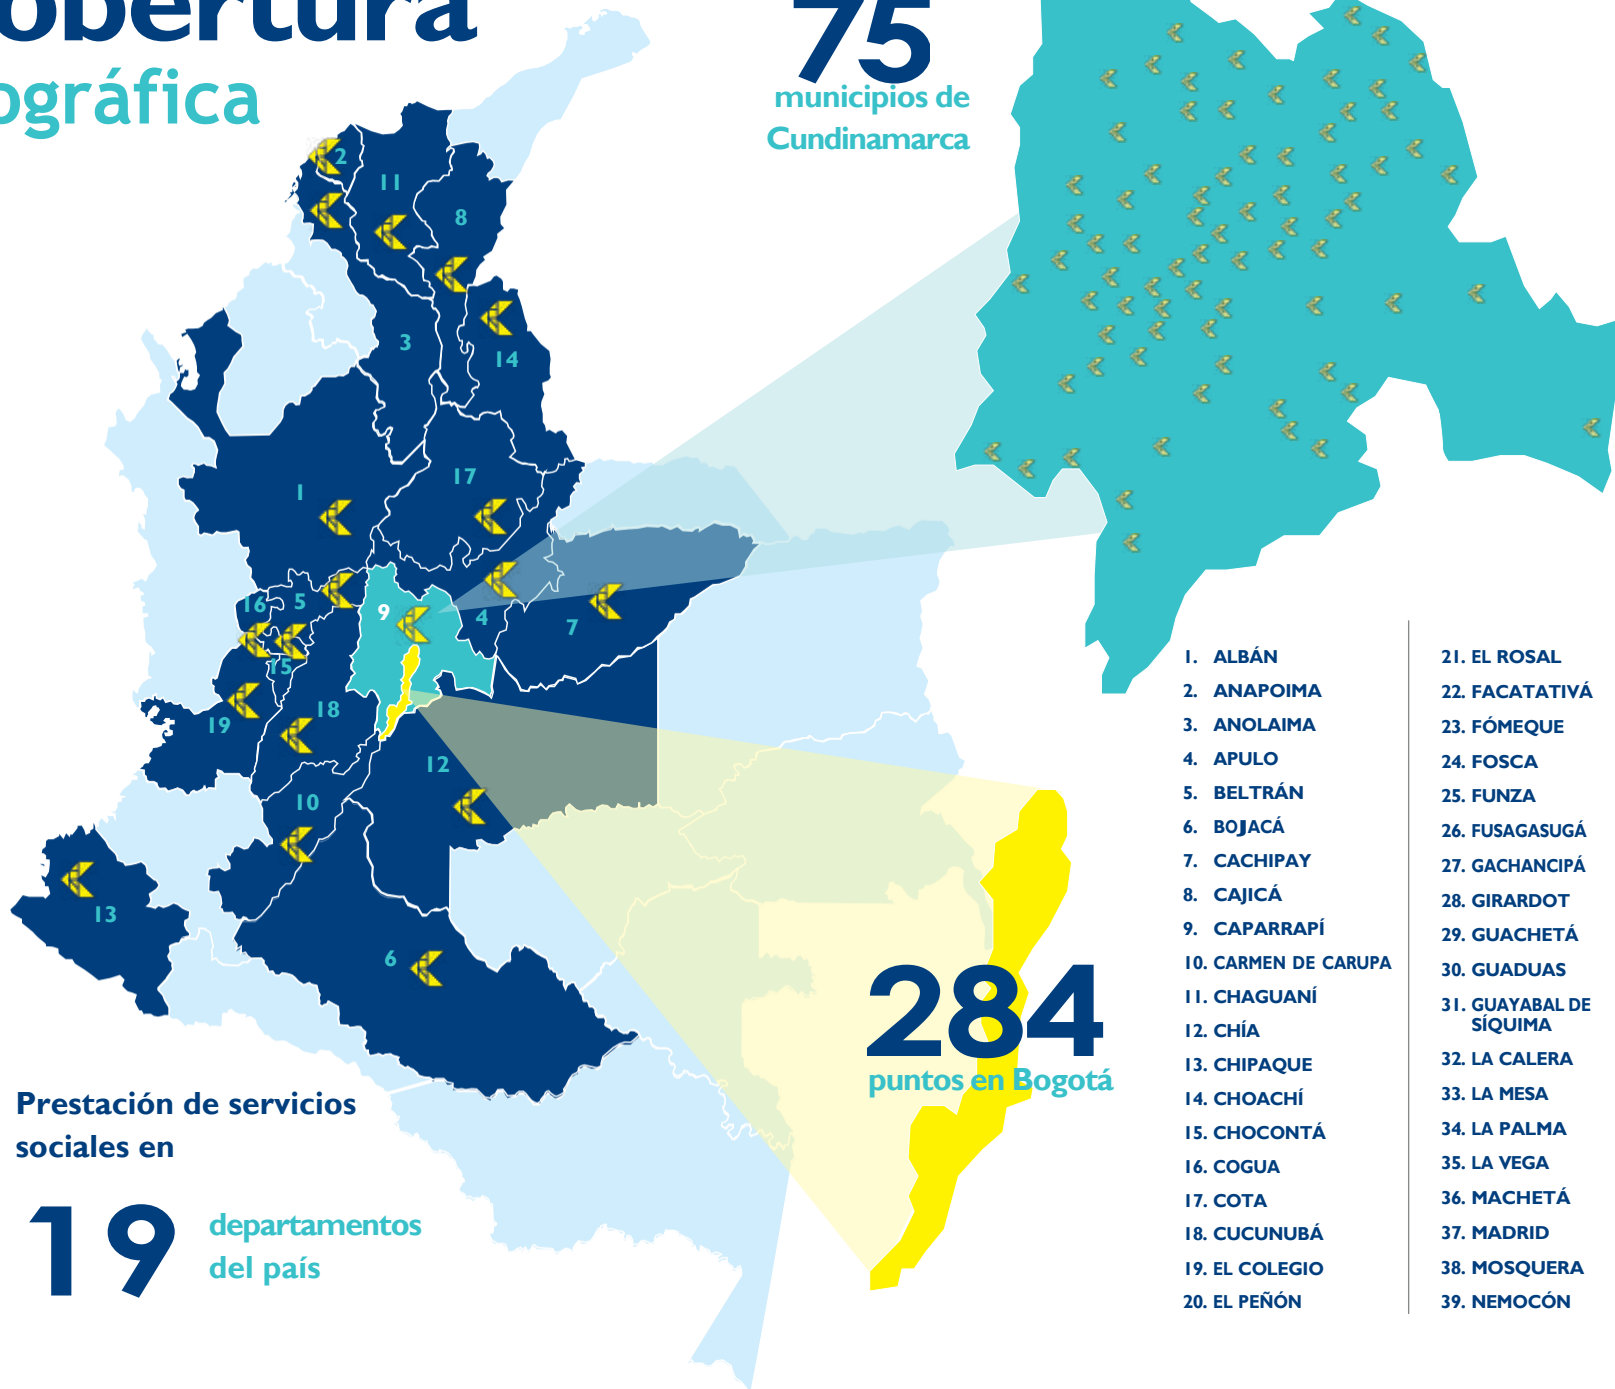 obertura
ográfica
75
municipios de
Cundinamarca
2
11
8
3
14
17
1
16
5
9
4
7
15
18
19
12
10
13
6
284
puntos en Bogotá
Prestación de servicios
sociales en
19
departamentos
del país
1. ALBÁN
2. ANAPOIMA
3. ANOLAIMA
4. APULO
5. BELTRÁN
6. BOJACÁ
7. CACHIPAY
8. CAJICÁ
9. CAPARRAPÍ
10. CARMEN DE CARUPA
11. CHAGUANÍ
12. CHÍA
13. CHIPAQUE
14. CHOACHÍ
15. CHOCONTÁ
16. COGUA
17. COTA
18. CUCUNUBÁ
19. EL COLEGIO
20. EL PEÑÓN
21. EL ROSAL
22. FACATATIVÁ
23. FÓMEQUE
24. FOSCA
25. FUNZA
26. FUSAGASUGÁ
27. GACHANCIPÁ
28. GIRARDOT
29. GUACHETÁ
30. GUADUAS
31. GUAYABAL DE
SÍQUIMA
32. LA CALERA
33. LA MESA
34. LA PALMA
35. LA VEGA
36. MACHETÁ
37. MADRID
38. MOSQUERA
39. NEMOCÓN